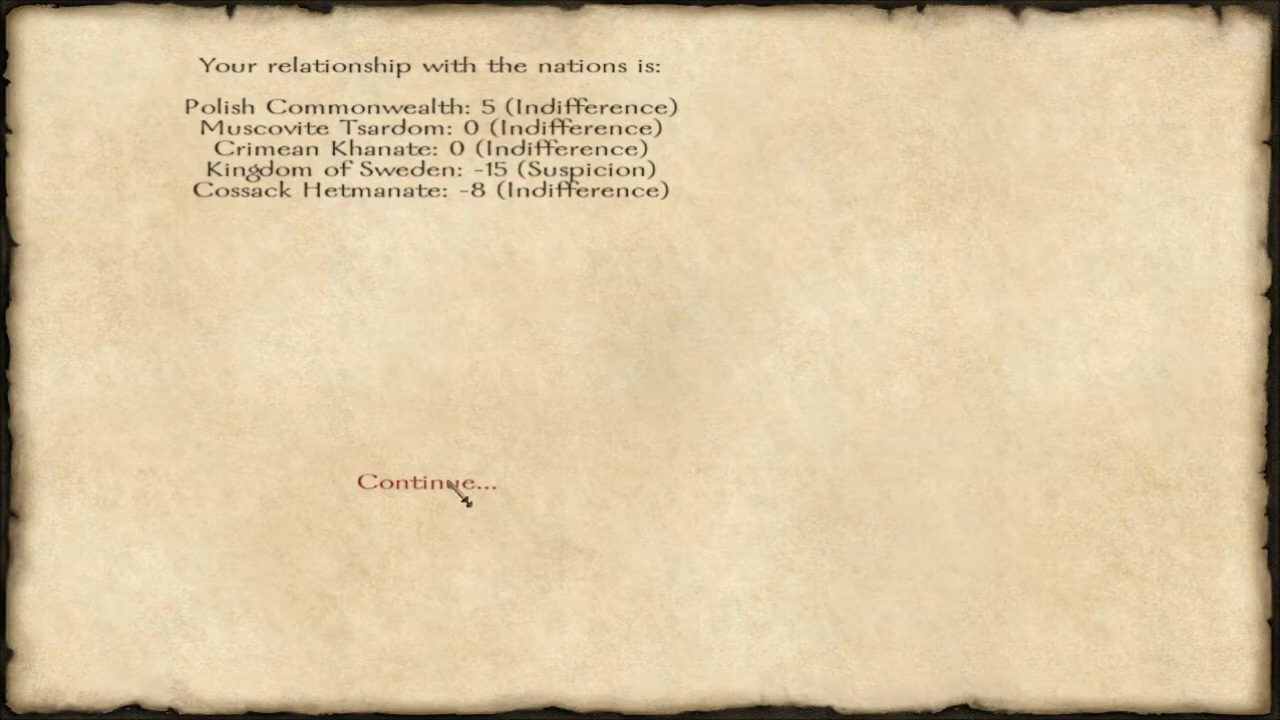 Your relationship with the nations is:
Polish Commonwealth: 5 (Indifference)
Muscovite Tsardom: 0 (Indifference)
Crimean Khanate: 0 (Indifference)
Kingdom of Sweden: -15 (Suspicion)
Cossack Hetmanate: -8 (Indifference)
Continue...